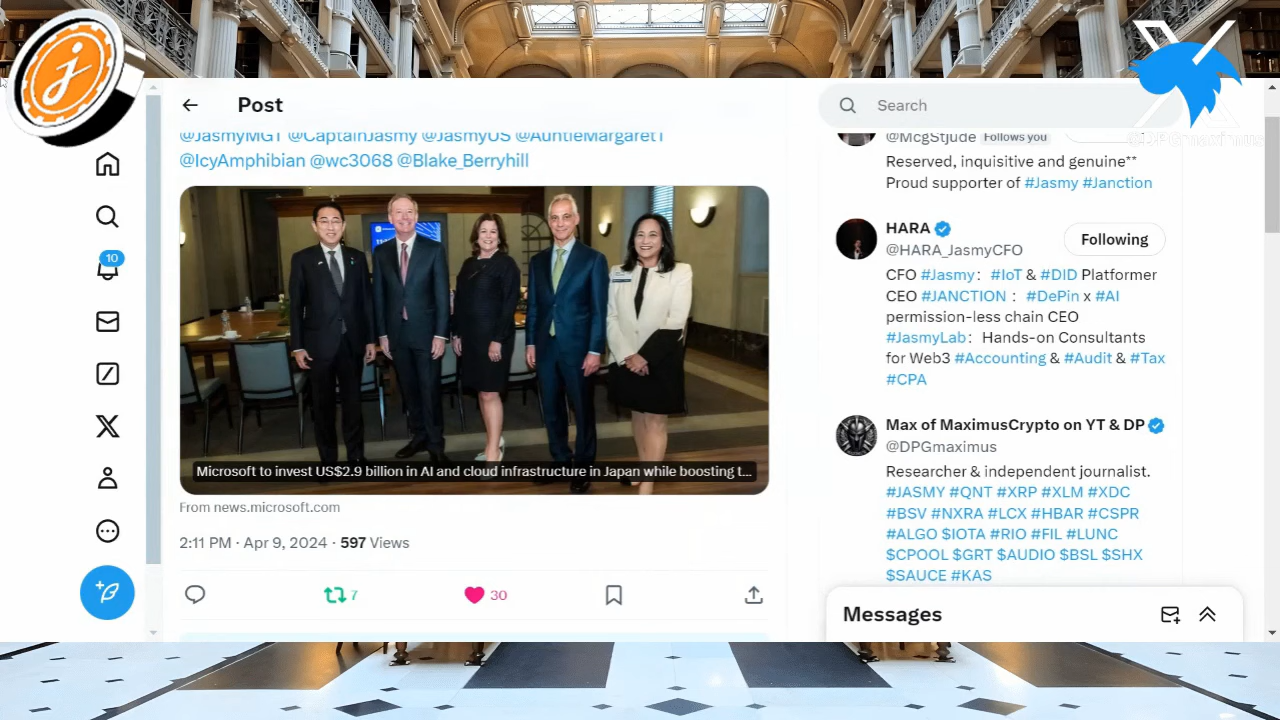 Post
Search
@JasmyMGT @CaptainJasmy @JasmyUS @AuntieMargaretT
@IcyAmphibian @wc3068 @Blake_Berryhill
Microsoft to invest US$2.9 billion in AI and cloud infrastructure in Japan while boosting t...
From news.microsoft.com
2:11 PM · Apr 9, 2024 · 597 Views
7
30
10
@McgStjude Follows you
Reserved, inquisitive and genuine**
Proud supporter of #Jasmy #Janction
HARA
@HARA_JasmyCFO
Following
CFO #Jasmy： #IoT & #DID Platformer
CEO #JANCTION ： #DePin x #AI
permission-less chain CEO
#JasmyLab： Hands-on Consultants
for Web3 #Accounting & #Audit & #Tax
#CPA
Max of MaximusCrypto on YT & DP
@DPGmaximus
Researcher & independent journalist.
#JASMY #QNT #XRP #XLM #XDC
#BSV #NXRA #LCX #HBAR #CSPR
#ALGO $IOTA #RIO #FIL #LUNC
$CPOOL $GRT $AUDIO $BSL $SHX
$SAUCE #KAS
Messages
@DPGmaximus